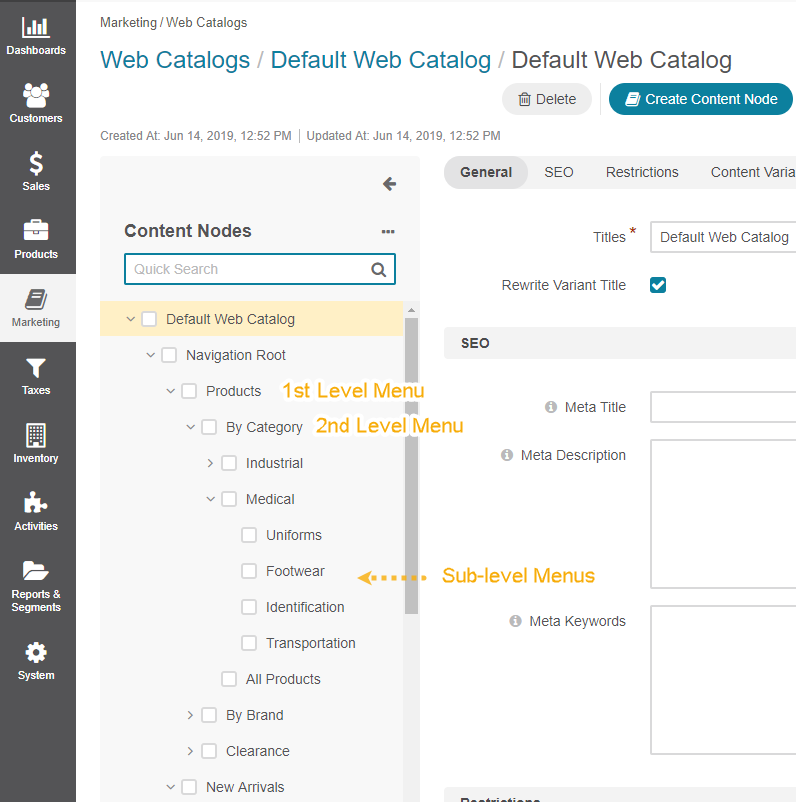 Dashboards
Customers
Sales
Products
Marketing
Taxes
Inventory
Activities
Reports &
Segments
System
Marketing / Web Catalogs
Web Catalogs / Default Web Catalog / Default Web Catalog
Delete
Create Content Node
Created At: Jun 14, 2019, 12:52 PM | Updated At: Jun 14, 2019, 12:52 PM
Content Nodes
...
Quick Search
Default Web Catalog
Navigation Root
Products 1st Level Menu
By Category 2nd Level Menu
Industrial
Medical
Uniforms
Footwear
Sub-level Menus
Identification
Transportation
All Products
By Brand
Clearance
New Arrivals
General SEO Restrictions Content Varia
Titles * Default Web Catalog
Rewrite Variant Title
SEO
Meta Title
Meta Description
Meta Keywords
Restrictions